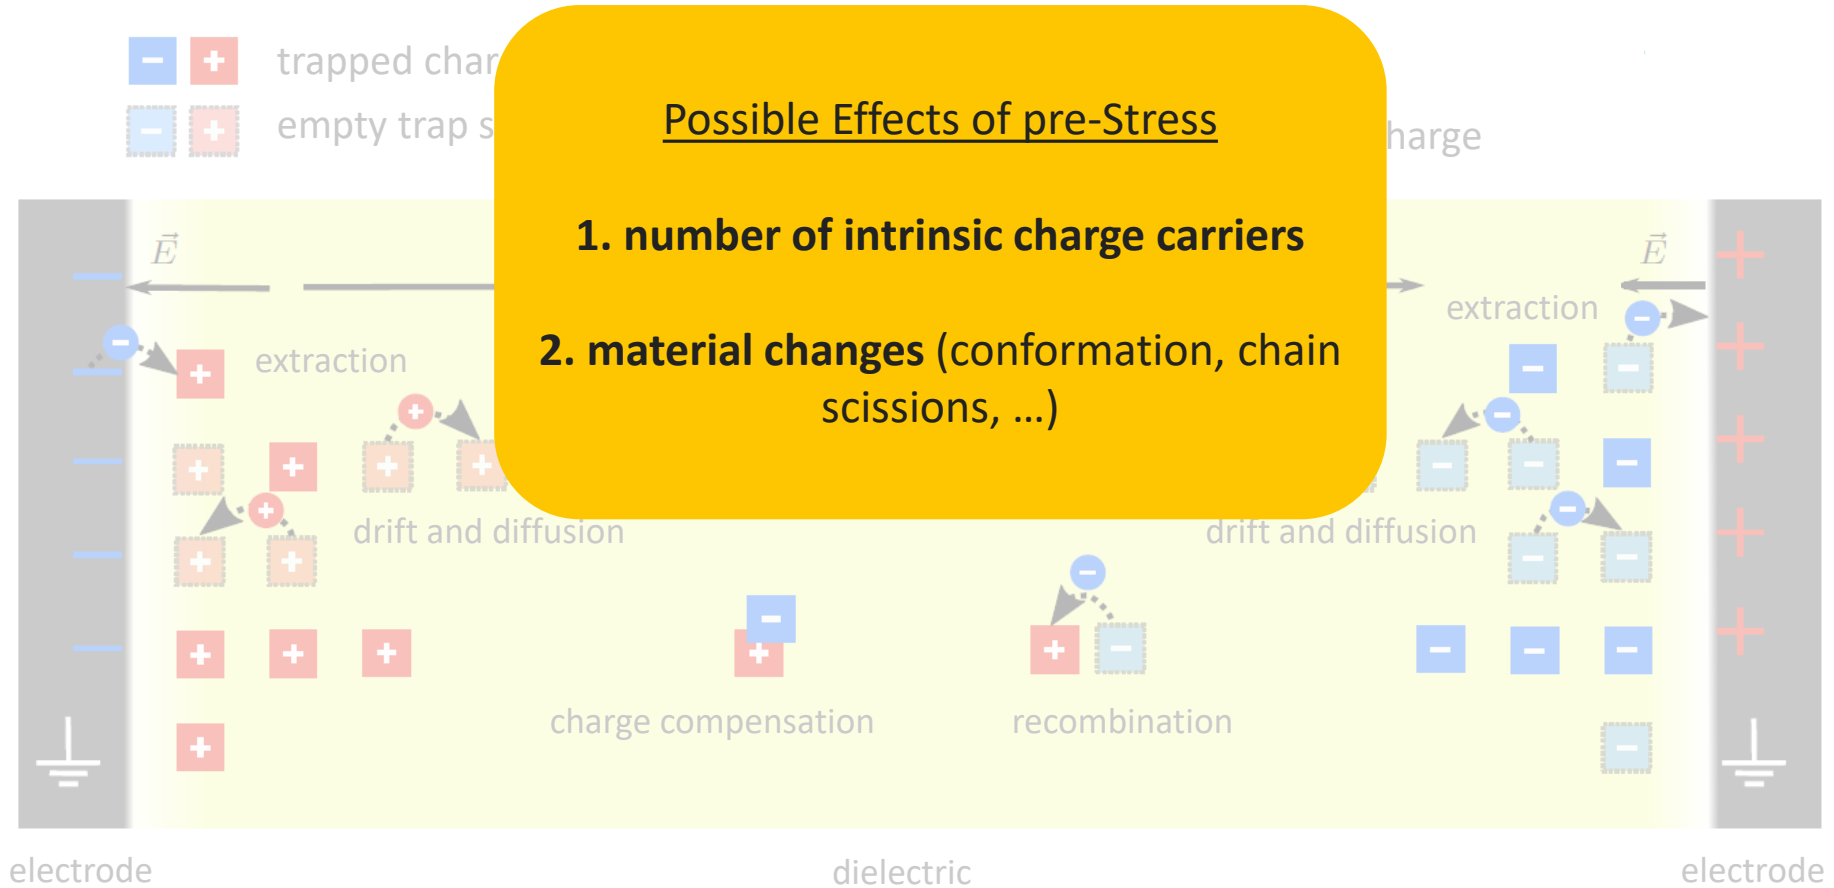 trapped char
empty trap s
harge
Possible Effects of pre-Stress
1. number of intrinsic charge carriers
2. material changes (conformation, chain
scissions, ...)
E
E
extraction
extraction
drift and diffusion
drift and diffusion
charge compensation
recombination
electrode
dielectric
electrode